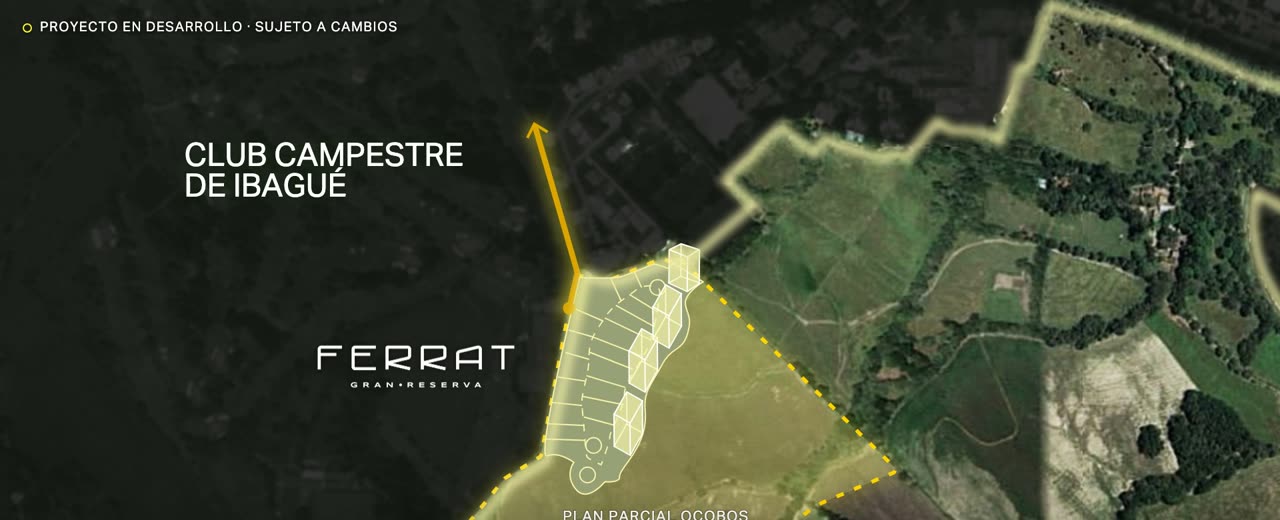 PROYECTO EN DESARROLLO · SUJETO A CAMBIOS
CLUB CAMPESTRE
DE IBAGUÉ
FERRAT
GRAN•RESERVA
PLAN PARCIAL OCOBOS